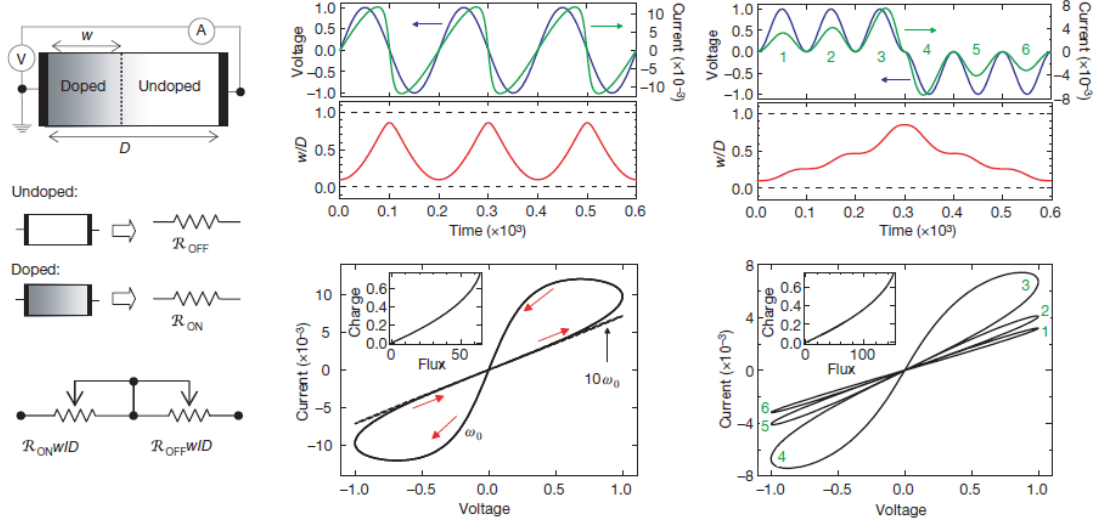 w
A
V
Doped
Undoped
D
Undoped:
ℛOFF
Doped:
ℛON
ℛONw/D
ℛOFFw/D
Voltage
1.0
0.5
0.0
−0.5
−1.0
10
5
0
−5
−10
Current (×10−3)
w/D
1.0
0.5
0.0
0.0 0.1 0.2 0.3 0.4 0.5 0.6
Time (×103)
Current (×10−3)
10
5
0
−5
−10
Charge
0.6
0.4
0.2
0.0
0 50
Flux
10ω0
ω0
−1.0 −0.5 0.0 0.5 1.0
Voltage
Voltage
1.0
0.5
0.0
−0.5
−1.0
1 2 3 4 5 6
8
4
0
−4
−8
Current (×10−3)
w/D
1.0
0.5
0.0
0.0 0.1 0.2 0.3 0.4 0.5 0.6
Time (×103)
Current (×10−3)
8
4
0
−4
−8
Charge
0.6
0.4
0.2
0.0
0 100
Flux
3
2
1
6
5
4
−1.0 −0.5 0.0 0.5 1.0
Voltage